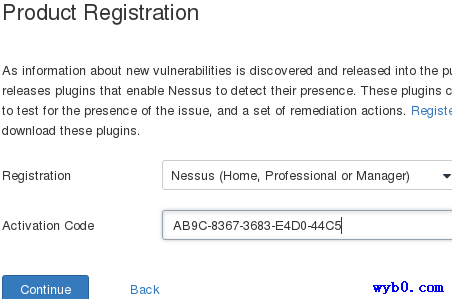 Product Registration
As information about new vulnerabilities is discovered and released into the pu
releases plugins that enable Nessus to detect their presence. These plugins c
to test for the presence of the issue, and a set of remediation actions. Registe
download these plugins.
Registration Nessus (Home, Professional or Manager)
Activation Code AB9C-8367-3683-E4D0-44C5
Continue Back
wyb0.com